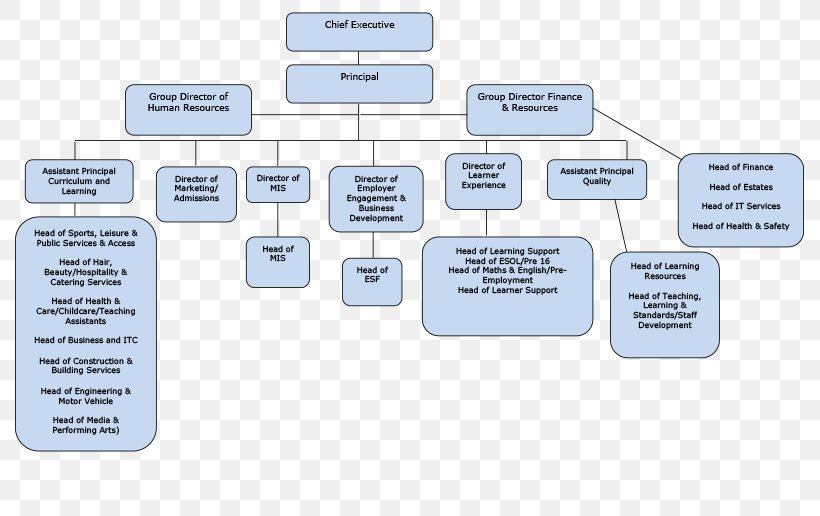 Chief Executive
Principal
Group Director of
Human Resources
Group Director Finance
& Resources
Assistant Principal
Curriculum and
Learning
Director of
Marketing/
Admissions
Director of
MIS
Director of
Employer
Engagement &
Business
Development
Director of
Learner
Experience
Assistant Principal
Quality
Head of Finance
Head of Estates
Head of IT Services
Head of Health & Safety
Head of Sports, Leisure &
Public Services & Access
Head of Hair,
Beauty/Hospitality &
Catering Services
Head of Health &
Care/Childcare/Teaching
Assistants
Head of Business and ITC
Head of Construction &
Building Services
Head of Engineering &
Motor Vehicle
Head of Media &
Performing Arts)
Head of
MIS
Head of
ESF
Head of Learning Support
Head of ESOL/Pre 16
Head of Maths & English/Pre-
Employment
Head of Learner Support
Head of Learning
Resources
Head of Teaching,
Learning &
Standards/Staff
Development